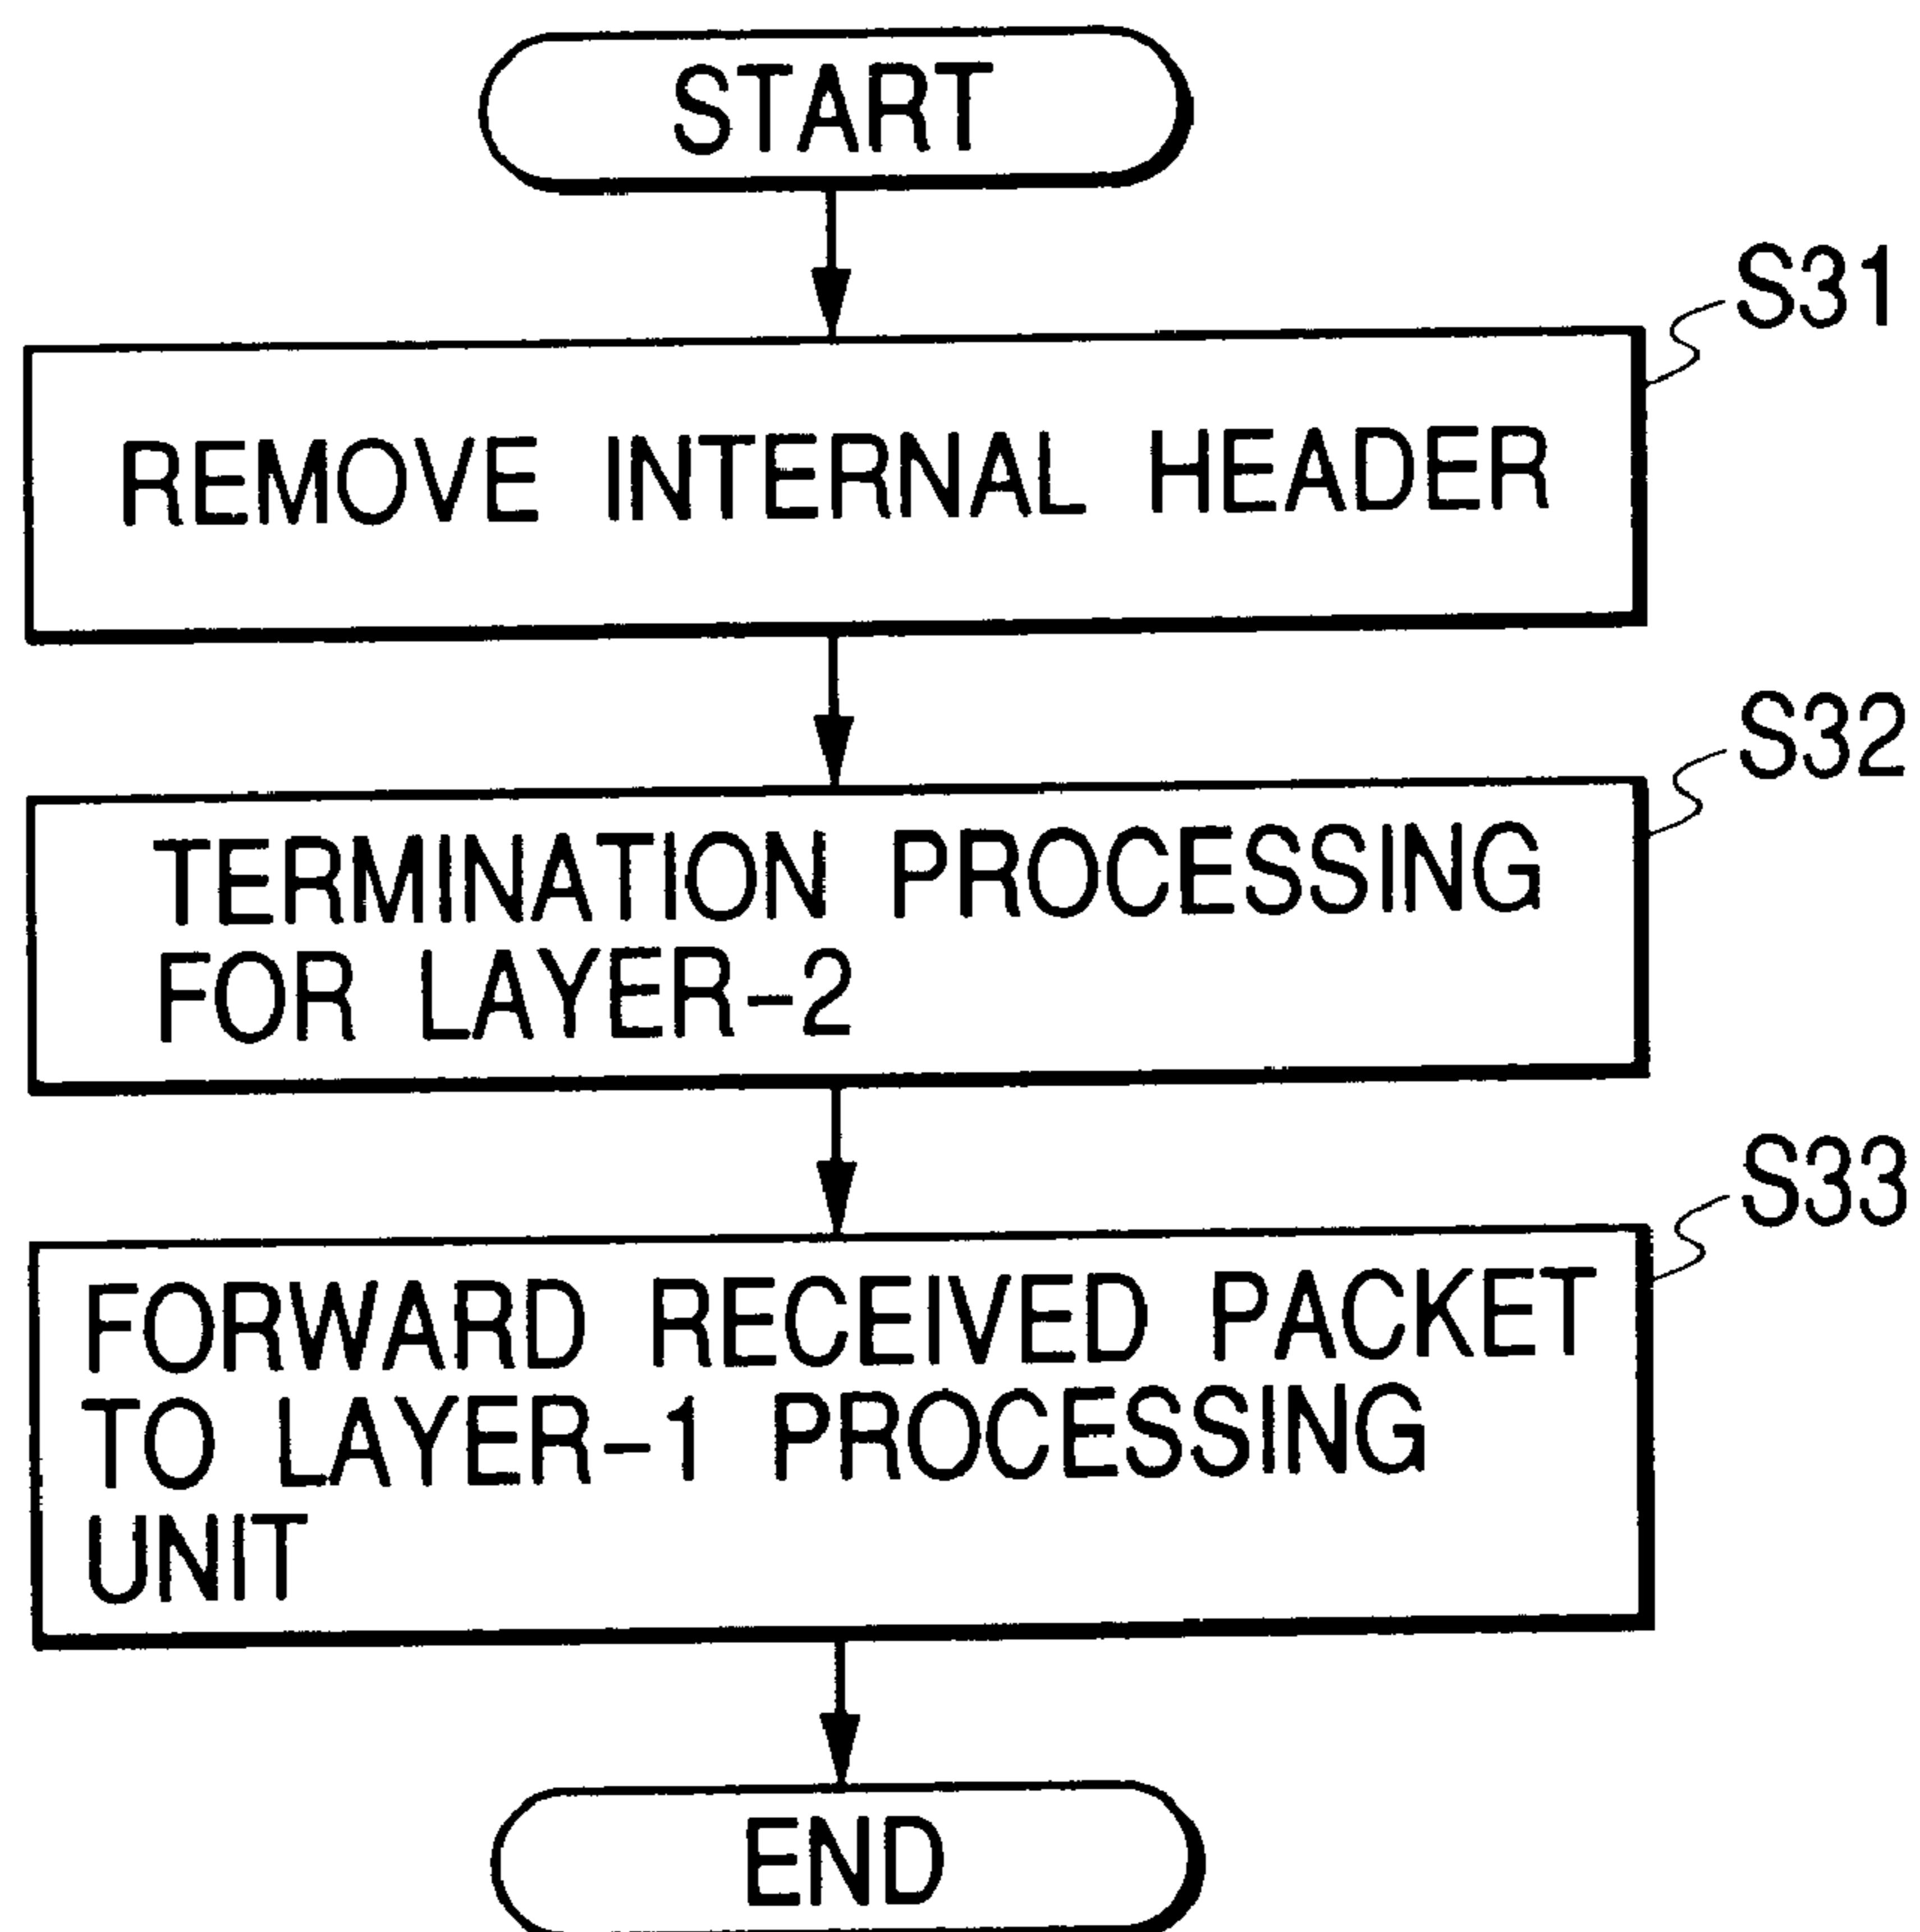 START
S31
REMOVE INTERNAL HEADER
S32
TERMINATION PROCESSING
FOR LAYER-2
S33
FORWARD RECEIVED PACKET
TO LAYER-1 PROCESSING
UNIT
END